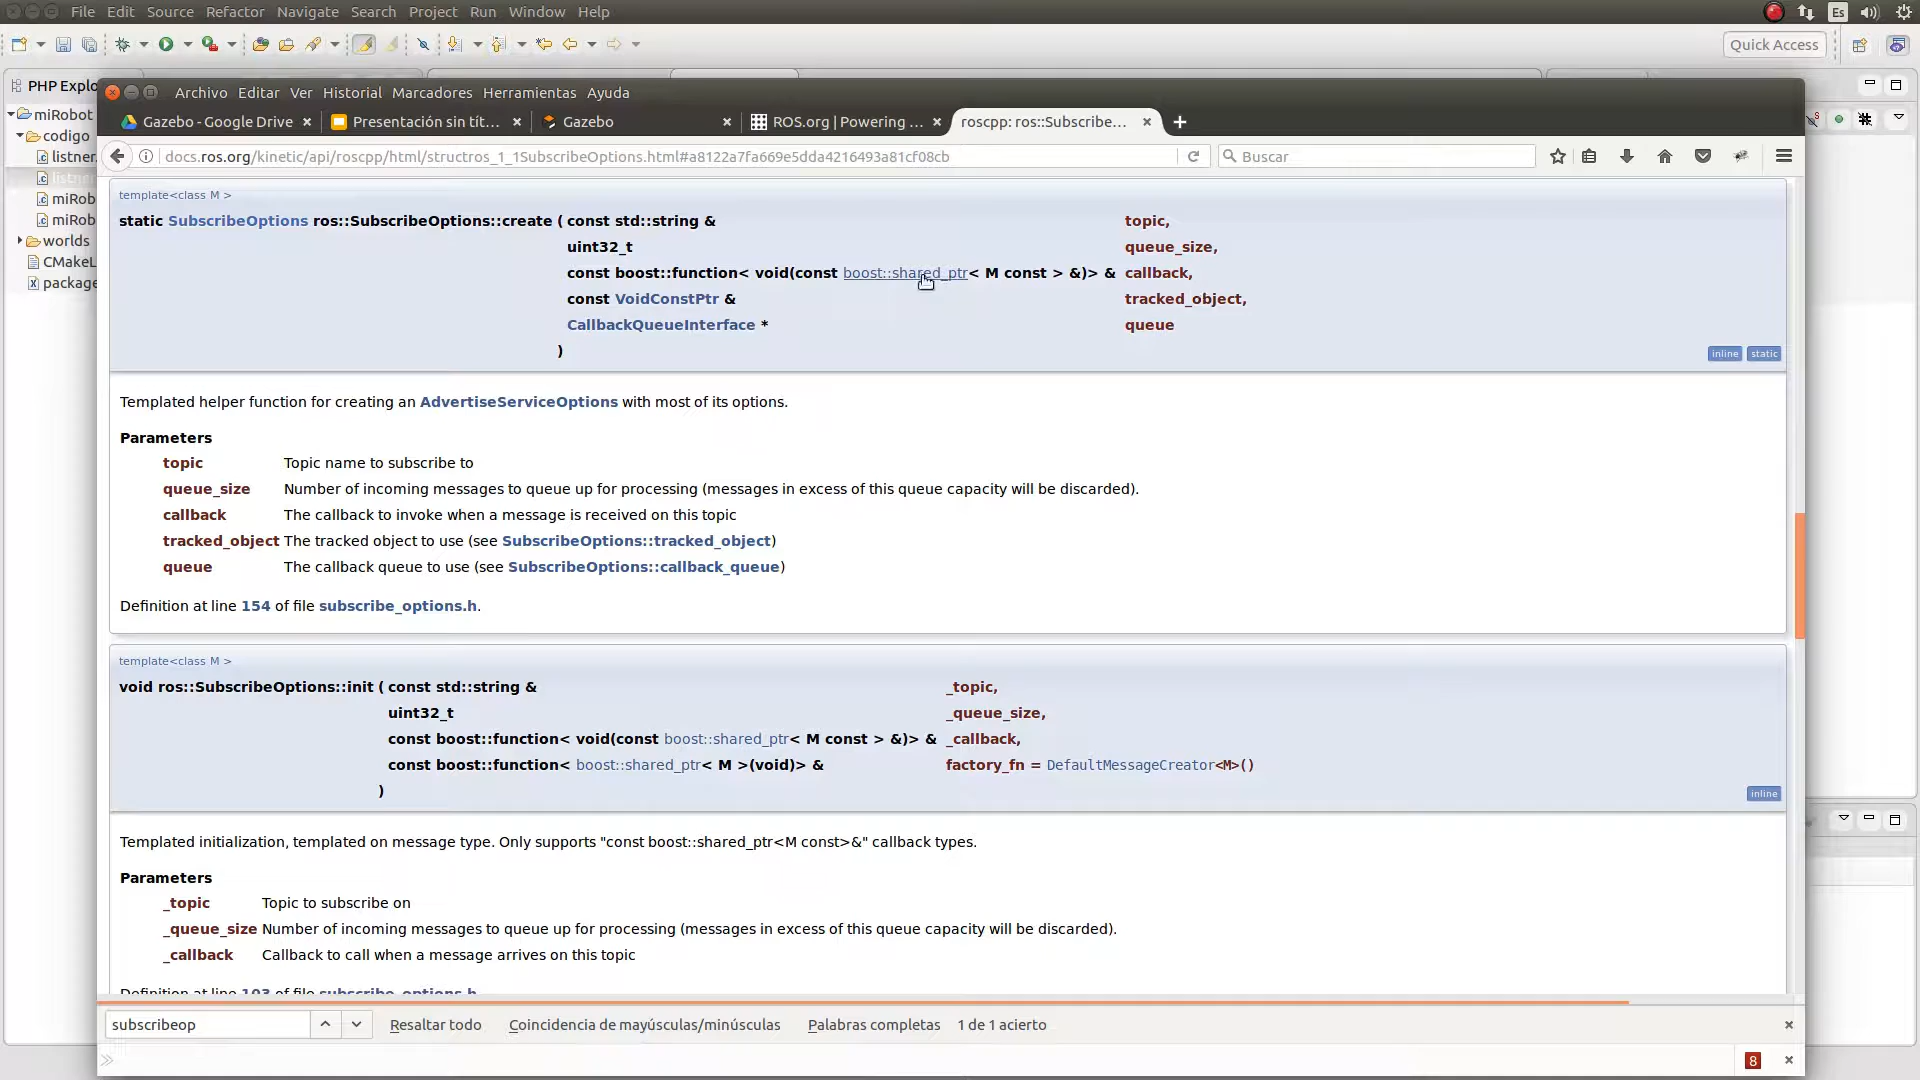 File Edit Source Refactor Navigate Search Project Run Window Help
Es
Quick Access
PHP Explo
miRobot
codigo
listner.
listner
miRob
miRob
worlds
CMakeL
package
Archivo Editar Ver Historial Marcadores Herramientas Ayuda
Gazebo - Google Drive × Presentación sin tít... × Gazebo × ROS.org | Powering ... × roscpp: ros::Subscribe... ×
docs.ros.org/kinetic/api/roscpp/html/structros_1_1SubscribeOptions.html#a8122a7fa669e5dda4216493a81cf08cb
Buscar
template<class M >
static SubscribeOptions ros::SubscribeOptions::create ( const std::string & topic,
uint32_t queue_size,
const boost::function< void(const boost::shared_ptr< M const > &)> & callback,
const VoidConstPtr & tracked_object,
CallbackQueueInterface * queue
)
inline static
Templated helper function for creating an AdvertiseServiceOptions with most of its options.
Parameters
topic Topic name to subscribe to
queue_size Number of incoming messages to queue up for processing (messages in excess of this queue capacity will be discarded).
callback The callback to invoke when a message is received on this topic
tracked_object The tracked object to use (see SubscribeOptions::tracked_object)
queue The callback queue to use (see SubscribeOptions::callback_queue)
Definition at line 154 of file subscribe_options.h.
template<class M >
void ros::SubscribeOptions::init ( const std::string & _topic,
uint32_t _queue_size,
const boost::function< void(const boost::shared_ptr< M const > &)> & _callback,
const boost::function< boost::shared_ptr< M >(void)> & factory_fn = DefaultMessageCreator<M>()
)
inline
Templated initialization, templated on message type. Only supports "const boost::shared_ptr<M const>&" callback types.
Parameters
_topic Topic to subscribe on
_queue_size Number of incoming messages to queue up for processing (messages in excess of this queue capacity will be discarded).
_callback Callback to call when a message arrives on this topic
Definition at line 103 of file subscribe_options.h.
subscribeop Resaltar todo Coincidencia de mayúsculas/minúsculas Palabras completas 1 de 1 acierto
8